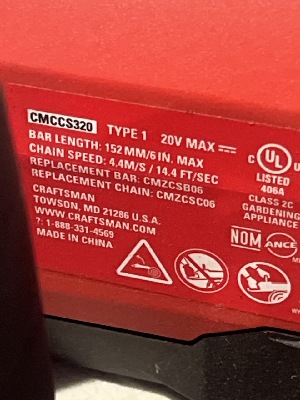 CMCCS320 TYPE 1 20V MAX
BAR LENGTH: 152 MM/6 IN. MAX
CHAIN SPEED: 4.4M/S / 14.4 FT/SEC
REPLACEMENT BAR: CMZCSB06
REPLACEMENT CHAIN: CMZCSC06
CRAFTSMAN
TOWSON, MD 21286 U.S.A.
WWW.CRAFTSMAN.COM
?: 1-888-331-4569
MADE IN CHINA
C UL U
LISTED
406A
CLASS 2C
GARDENING
APPLIANCE
NOM ANCE